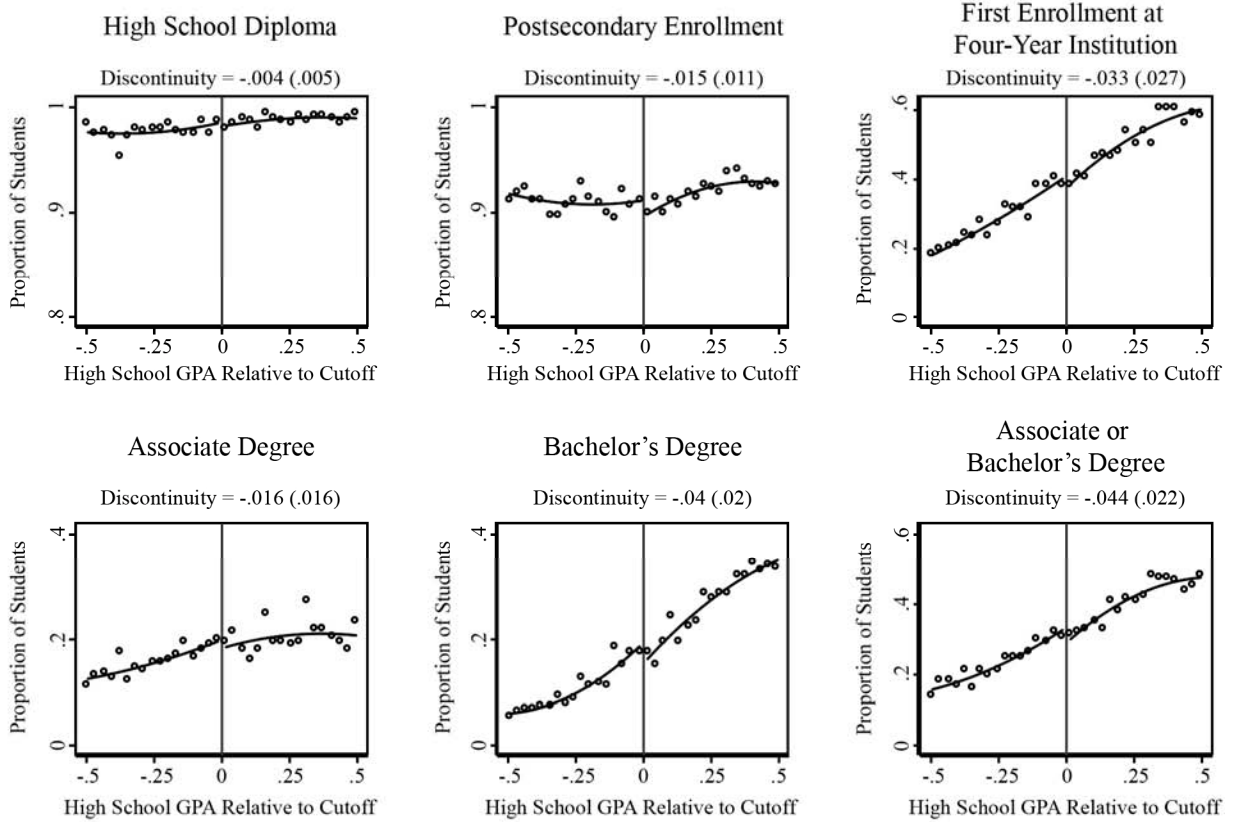 High School Diploma
Discontinuity = -.004 (.005)
Proportion of Students
1
.9
.8
-.5 -.25 0 .25 .5
High School GPA Relative to Cutoff
Postsecondary Enrollment
Discontinuity = -.015 (.011)
Proportion of Students
1
.9
.8
-.5 -.25 0 .25 .5
High School GPA Relative to Cutoff
First Enrollment at
Four-Year Institution
Discontinuity = -.033 (.027)
Proportion of Students
.6
.4
.2
0
-.5 -.25 0 .25 .5
High School GPA Relative to Cutoff
Associate Degree
Discontinuity = -.016 (.016)
Proportion of Students
.4
.2
0
-.5 -.25 0 .25 .5
High School GPA Relative to Cutoff
Bachelor’s Degree
Discontinuity = -.04 (.02)
Proportion of Students
.4
.2
0
-.5 -.25 0 .25 .5
High School GPA Relative to Cutoff
Associate or
Bachelor’s Degree
Discontinuity = -.044 (.022)
Proportion of Students
.6
.4
.2
0
-.5 -.25 0 .25 .5
High School GPA Relative to Cutoff